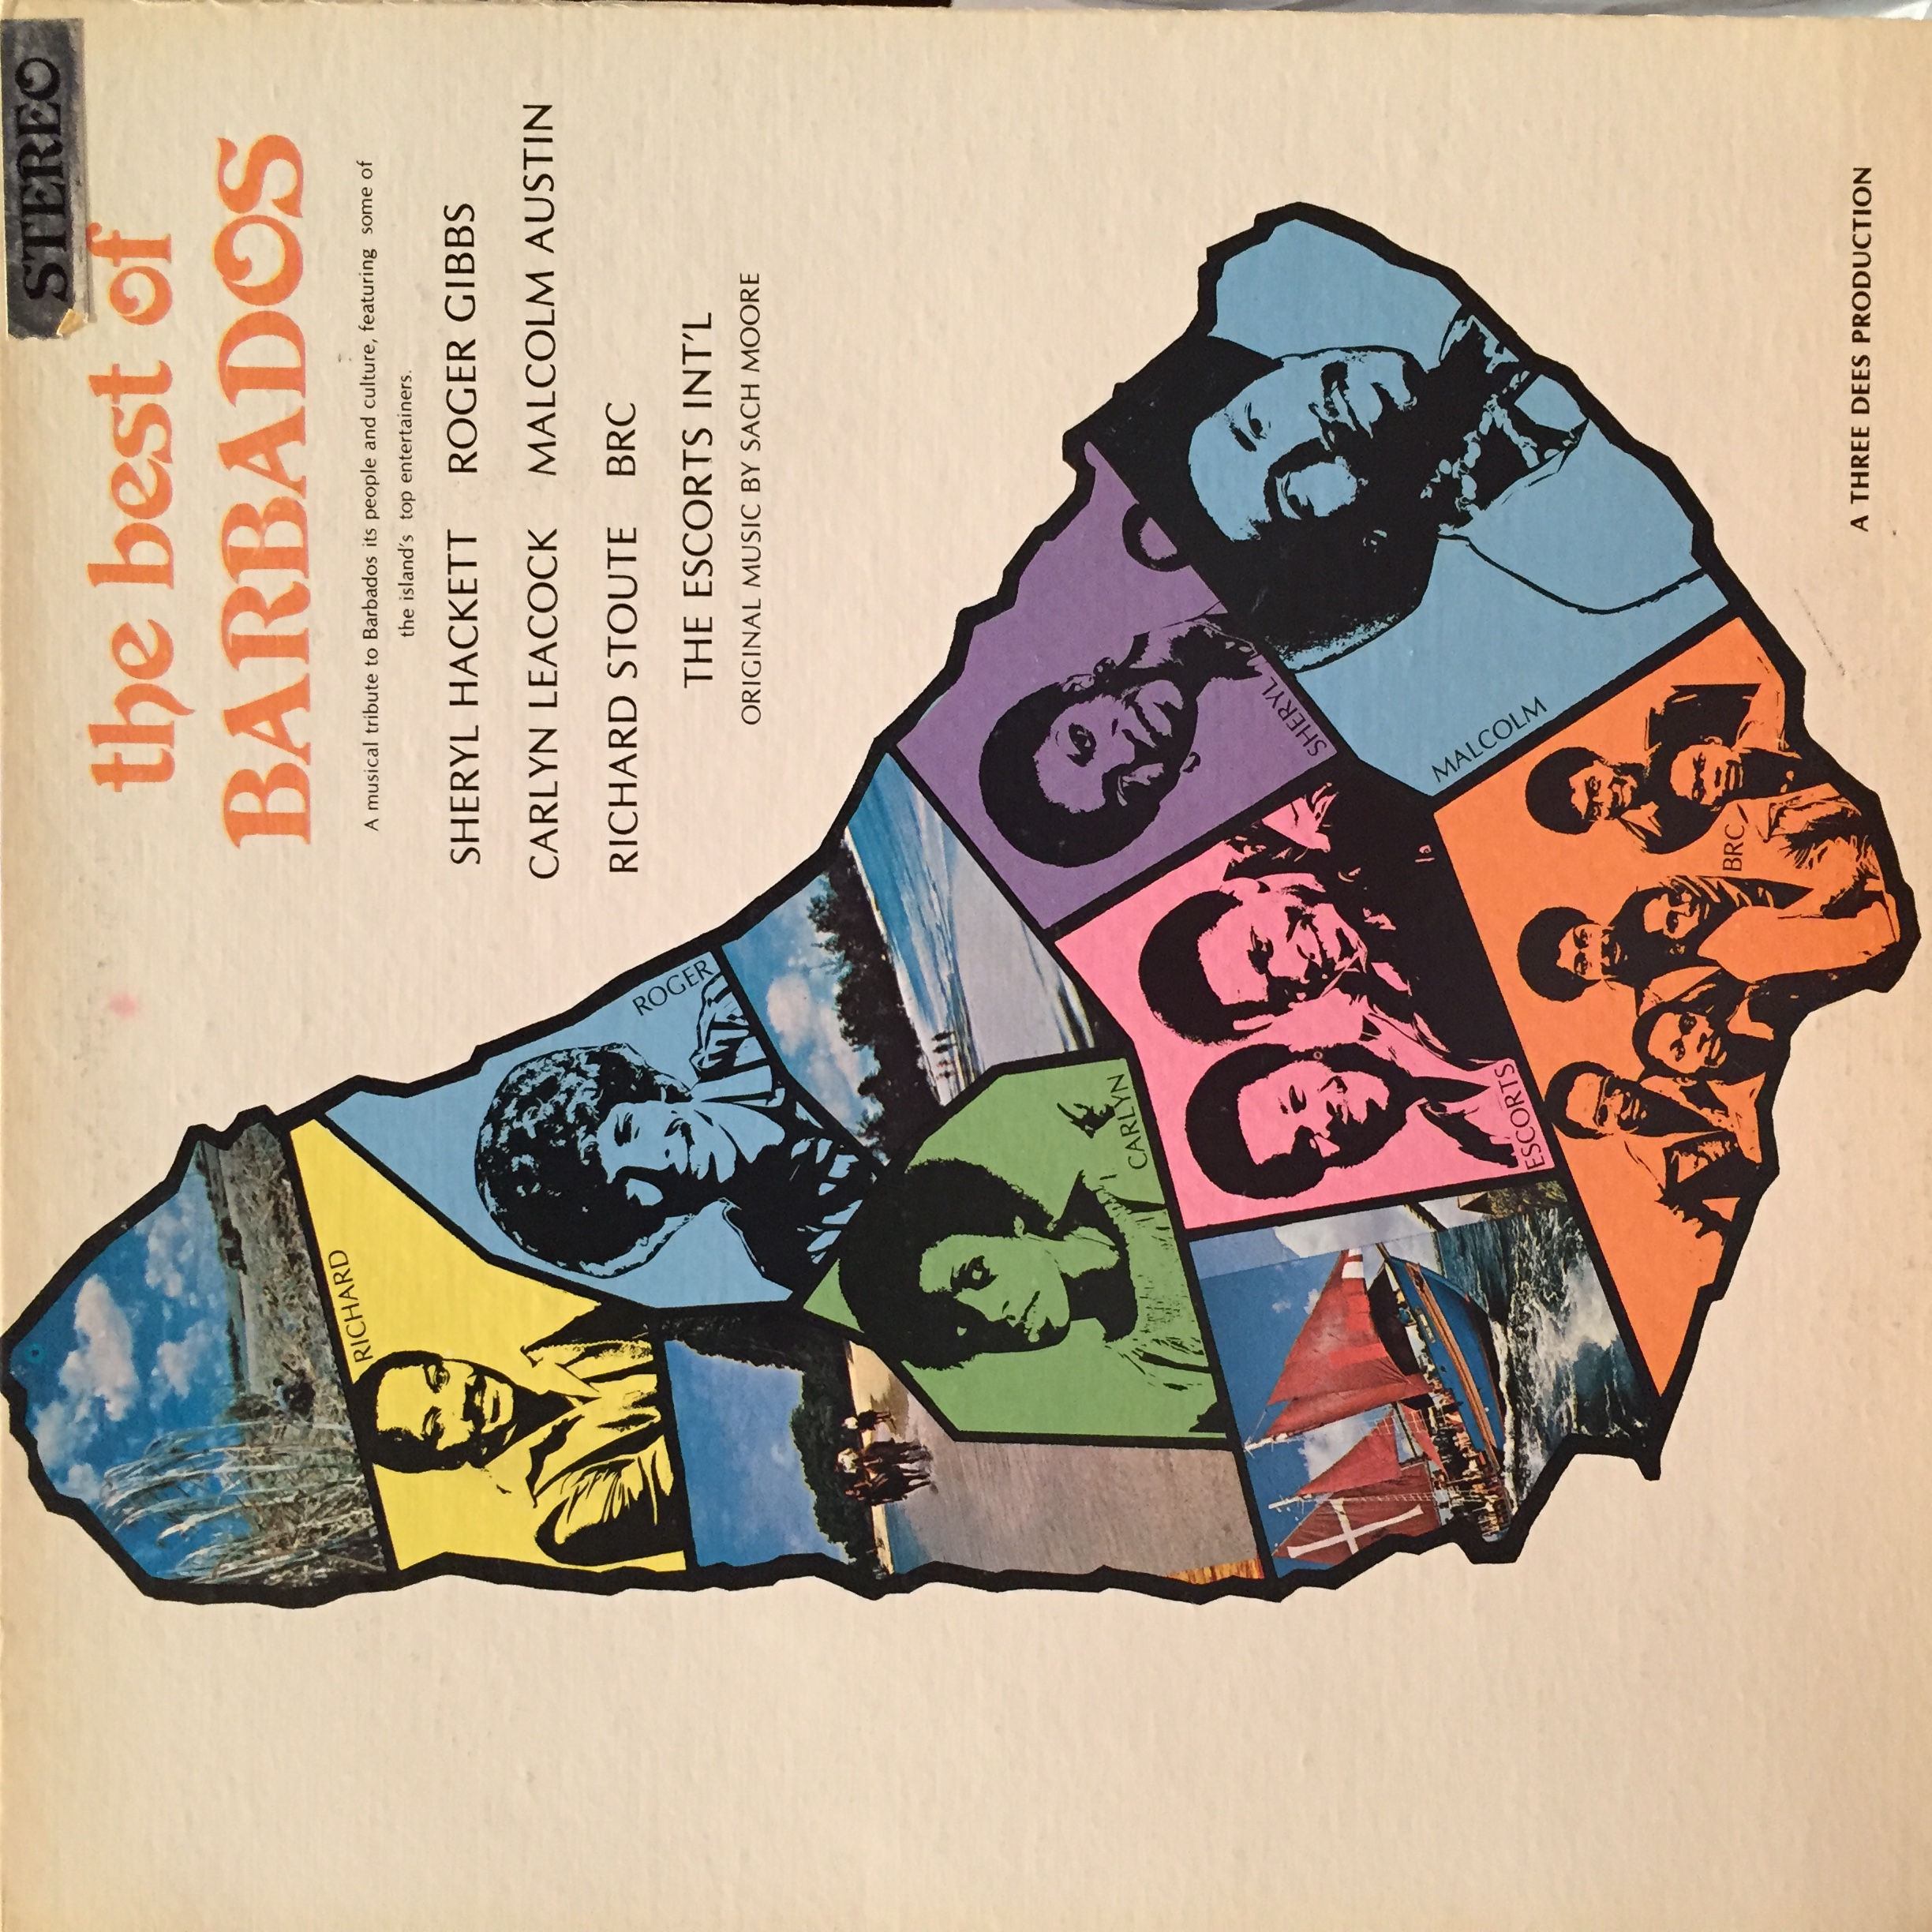 STEREO
the best of
BARBADOS
A musical tribute to Barbados its people and culture, featuring some of
the island's top entertainers.
SHERYL HACKETT ROGER GIBBS
CARLYN LEACOCK MALCOLM AUSTIN
RICHARD STOUTE BRC
THE ESCORTS INT'L
ORIGINAL MUSIC BY SACH MOORE
RICHARD
ROGER
CARLYN
SHERYL
ESCORTS
MALCOLM
BRC
A THREE DEES PRODUCTION